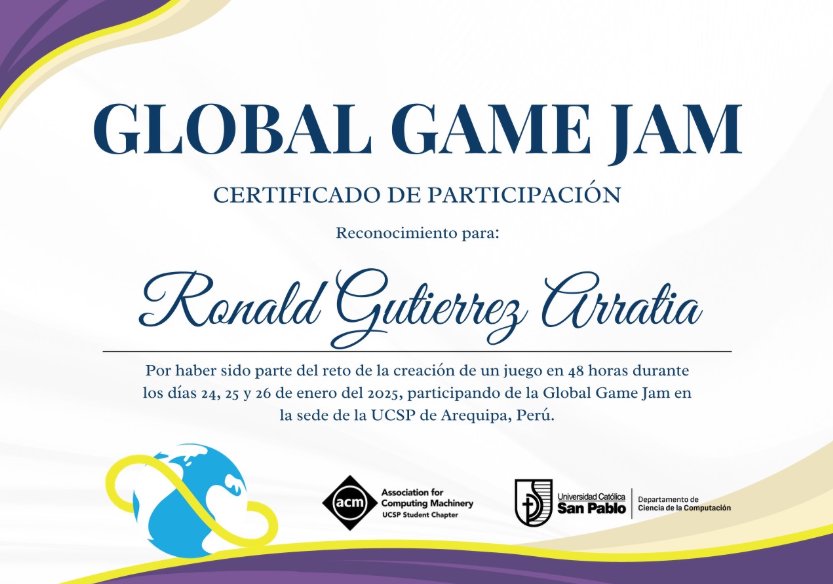 GLOBAL GAME JAM
CERTIFICADO DE PARTICIPACIÓN
Reconocimiento para:
Ronald Gutierrez Arratia
Por haber sido parte del reto de la creación de un juego en 48 horas durante
los días 24, 25 y 26 de enero del 2025, participando de la Global Game Jam en
la sede de la UCSP de Arequipa, Perú.
acm
Association for
Computing Machinery
UCSP Student Chapter
Universidad Católica
San Pablo
Departamento de
Ciencia de la Computación